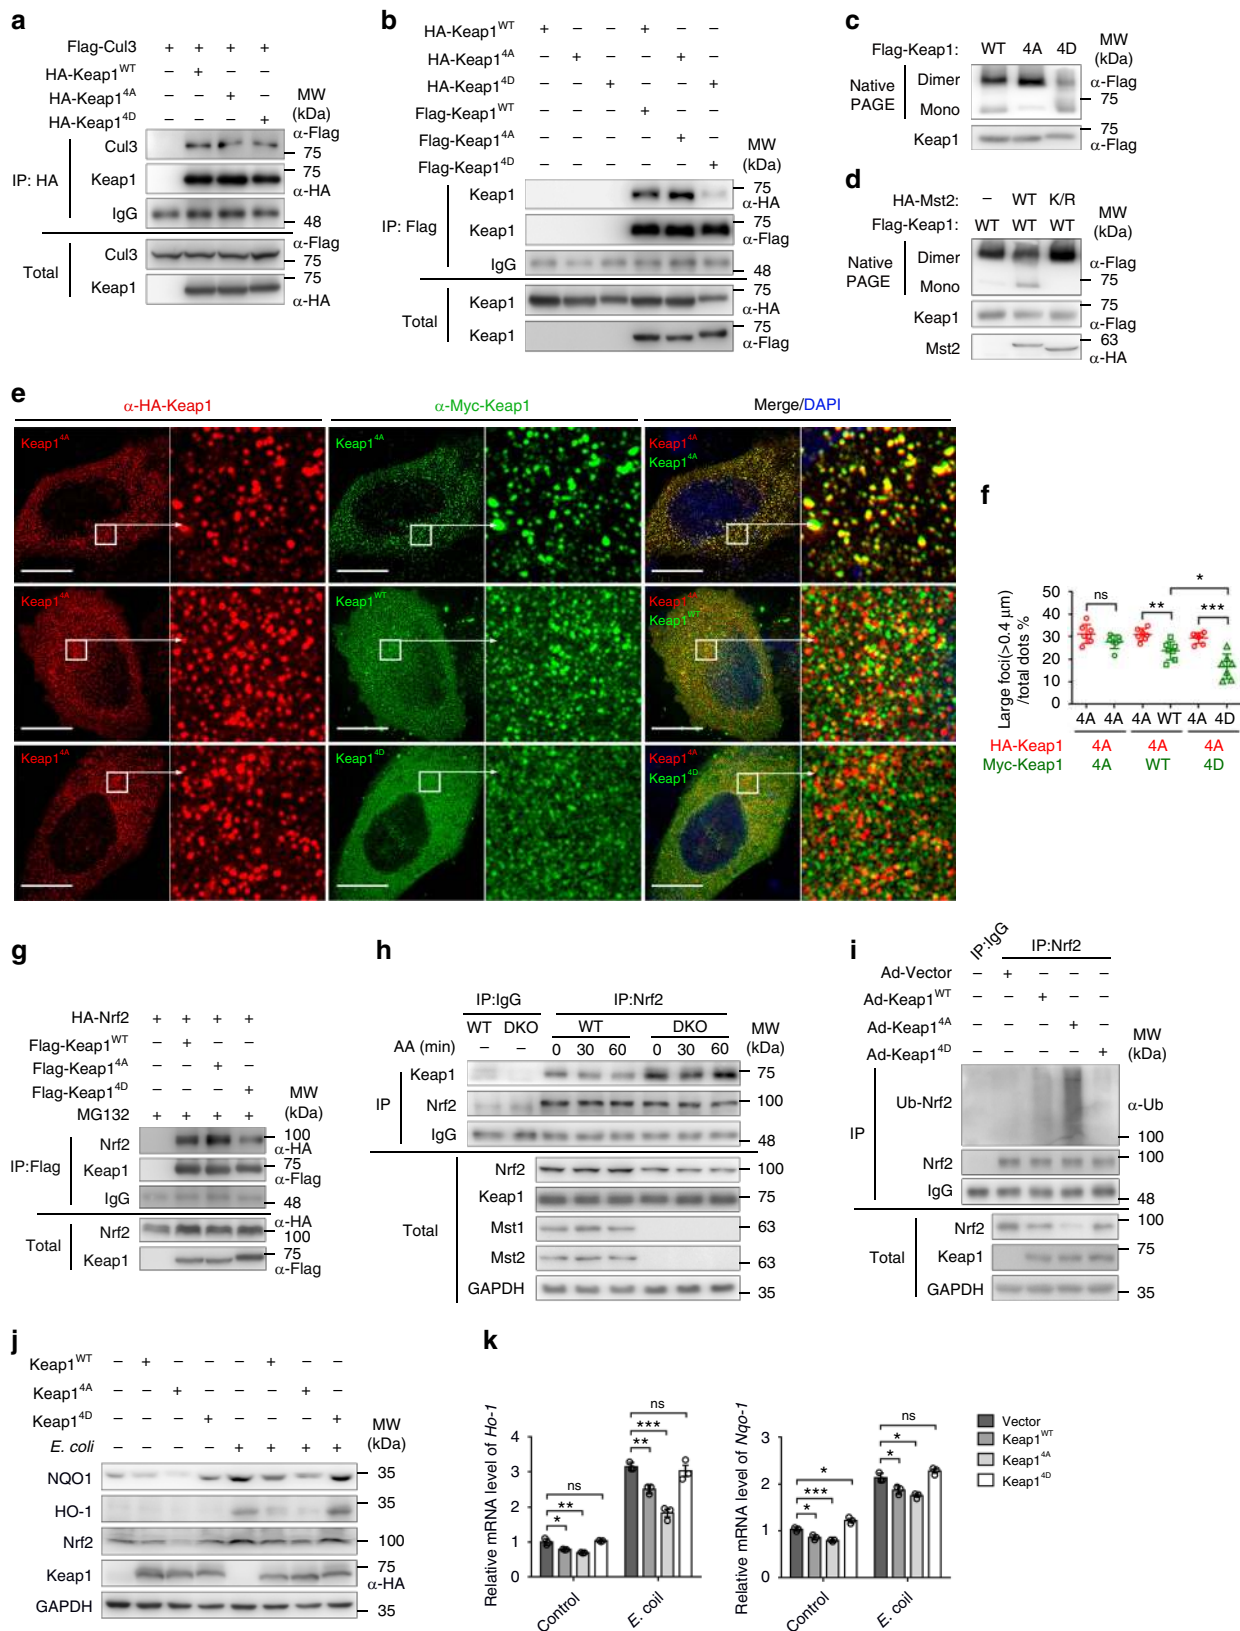 a
Flag-Cul3 + + + +
HA-Keap1WT – + – –
HA-Keap14A – – + –
HA-Keap14D – – – +
MW (kDa)
IP: HA
Cul3 75 α-Flag
Keap1 75 α-HA
IgG 48
Total
Cul3 75 α-Flag
Keap1 75 α-HA
b
HA-Keap1WT + – – + – –
HA-Keap14A – + – – + –
HA-Keap14D – – + – – +
Flag-Keap1WT – – – + – –
Flag-Keap14A – – – – + –
Flag-Keap14D – – – – – +
MW (kDa)
IP: Flag
Keap1 75 α-HA
Keap1 75 α-Flag
IgG 48
Total
Keap1 75 α-HA
Keap1 75 α-Flag
c
Flag-Keap1: WT 4A 4D
MW (kDa)
Native PAGE
Dimer α-Flag
Mono 75
Keap1 75 α-Flag
d
HA-Mst2: – WT K/R
Flag-Keap1: WT WT WT
MW (kDa)
Native PAGE
Dimer α-Flag
Mono 75
Keap1 75 α-Flag
Mst2 63 α-HA
e
α-HA-Keap1 α-Myc-Keap1 Merge/DAPI
Keap14A Keap14A Keap14A Keap14A
Keap14A Keap1WT Keap14A Keap1WT
Keap14A Keap14D Keap14A Keap14D
f
Large foci(>0.4 μm) /total dots %
50
40
30
20
10
0
ns ** *** *
4A 4A 4A WT 4A 4D
HA-Keap1 4A 4A 4A
Myc-Keap1 4A WT 4D
g
HA-Nrf2 + + + +
Flag-Keap1WT – + – –
Flag-Keap14A – – + –
Flag-Keap14D – – – +
MG132 + + + +
MW (kDa)
IP:Flag
Nrf2 100 α-HA
Keap1 75 α-Flag
IgG 48
Total
Nrf2 α-HA 100
Keap1 75 α-Flag
h
IP:IgG IP:Nrf2
WT DKO WT DKO
AA (min) – – 0 30 60 0 30 60
MW (kDa)
IP
Keap1 75
Nrf2 100
IgG 48
Total
Nrf2 100
Keap1 75
Mst1 63
Mst2 63
GAPDH 35
i
IP:IgG IP:Nrf2
Ad-Vector – + – – –
Ad-Keap1WT – – + – –
Ad-Keap14A – – – + –
Ad-Keap14D – – – – +
MW (kDa)
IP
Ub-Nrf2 α-Ub
100
Nrf2 100
IgG 48
Total
Nrf2 100
Keap1 75
GAPDH 35
j
Keap1WT – + – – – + – –
Keap14A – – + – – – + –
Keap14D – – – + – – – +
E. coli – – – – + + + +
MW (kDa)
NQO1 35
HO-1 35
Nrf2 100
Keap1 75 α-HA
GAPDH 35
k
Relative mRNA level of Ho-1
4
3
2
1
0
ns
**
*
ns
***
**
Control E. coli
Relative mRNA level of Nqo-1
3
2
1
0
*
***
*
ns
*
*
Control E. coli
Vector
Keap1WT
Keap14A
Keap14D